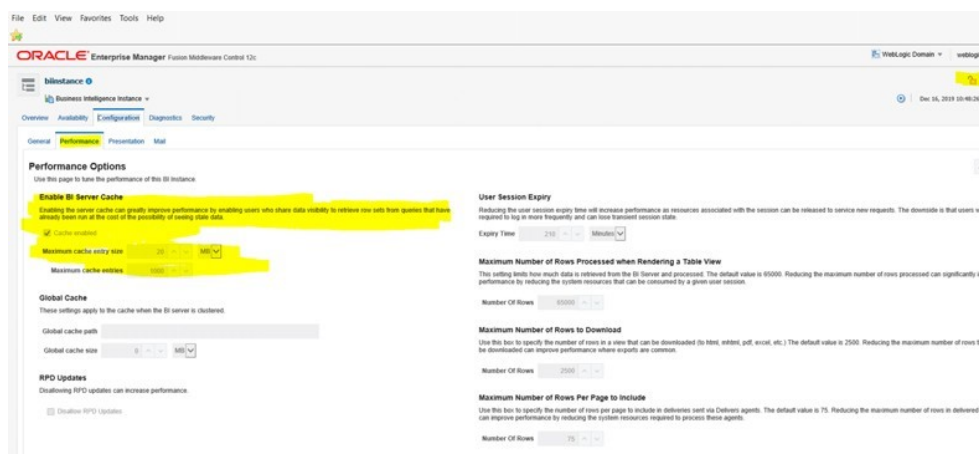 File Edit View Favorites Tools Help
ORACLE Enterprise Manager Fusion Middleware Control 12c
WebLogic Domain weblogi
biinstance
Business Intelligence Instance
Dec 16, 2019 10:48:26
Overview Availability Configuration Diagnostics Security
General Performance Presentation Mail
Performance Options
Use this page to tune the performance of this BI Instance.
Enable BI Server Cache
Enabling the server cache can greatly improve performance by enabling users who share data visibility to retrieve row sets from queries that have
already been run at the cost of the possibility of seeing stale data.
Cache enabled
Maximum cache entry size 20 MB
Maximum cache entries 1000
Global Cache
These settings apply to the cache when the BI server is clustered.
Global cache path
Global cache size 0 MB
RPD Updates
Disallowing RPD updates can increase performance.
Disallow RPD Updates
User Session Expiry
Reducing the user session expiry time will increase performance as resources associated with the session can be released to service new requests. The downside is that users
required to log in more frequently and can lose transient session state.
Expiry Time 210 Minutes
Maximum Number of Rows Processed when Rendering a Table View
This setting limits how much data is retrieved from the BI Server and processed. The default value is 65000. Reducing the maximum number of rows processed can significantly
performance by reducing the system resources that can be consumed by a given user session.
Number Of Rows 65000
Maximum Number of Rows to Download
Use this box to specify the number of rows in a view that can be downloaded (to html, mhtml, pdf, excel, etc.) The default value is 2500. Reducing the maximum number of rows
be downloaded can improve performance where exports are common.
Number Of Rows 2500
Maximum Number of Rows Per Page to Include
Use this box to specify the number of rows per page to include in deliveries sent via Delivers agents. The default value is 75. Reducing the maximum number of rows in delivered
can improve performance by reducing the system resources required to process these agents.
Number Of Rows 75